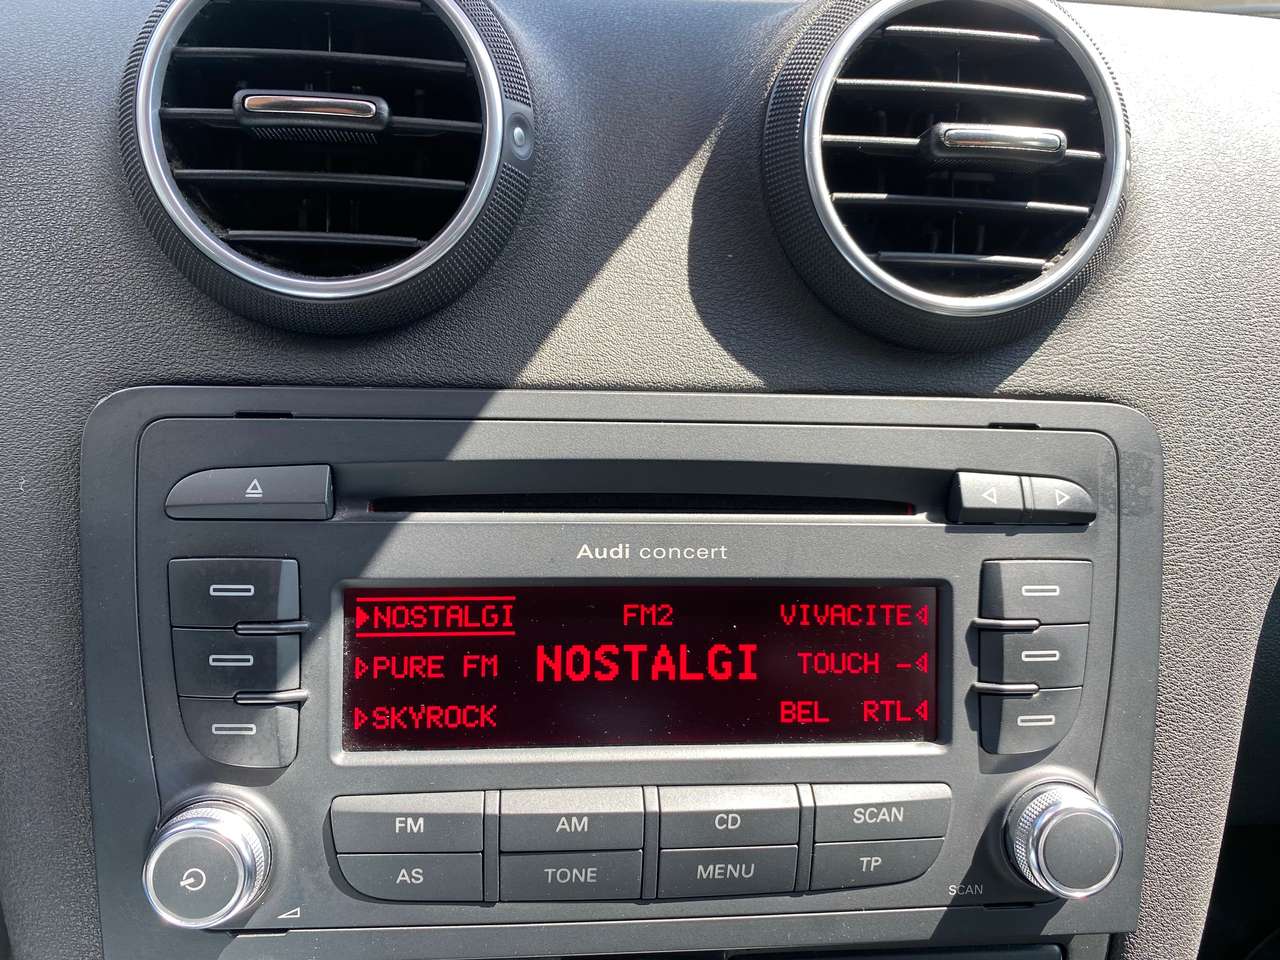 Audi concert
NOSTALGI FM2 VIVACITE
PURE FM NOSTALGI TOUCH -
SKYROCK BEL RTL
FM AM CD SCAN
AS TONE MENU TP
SCAN